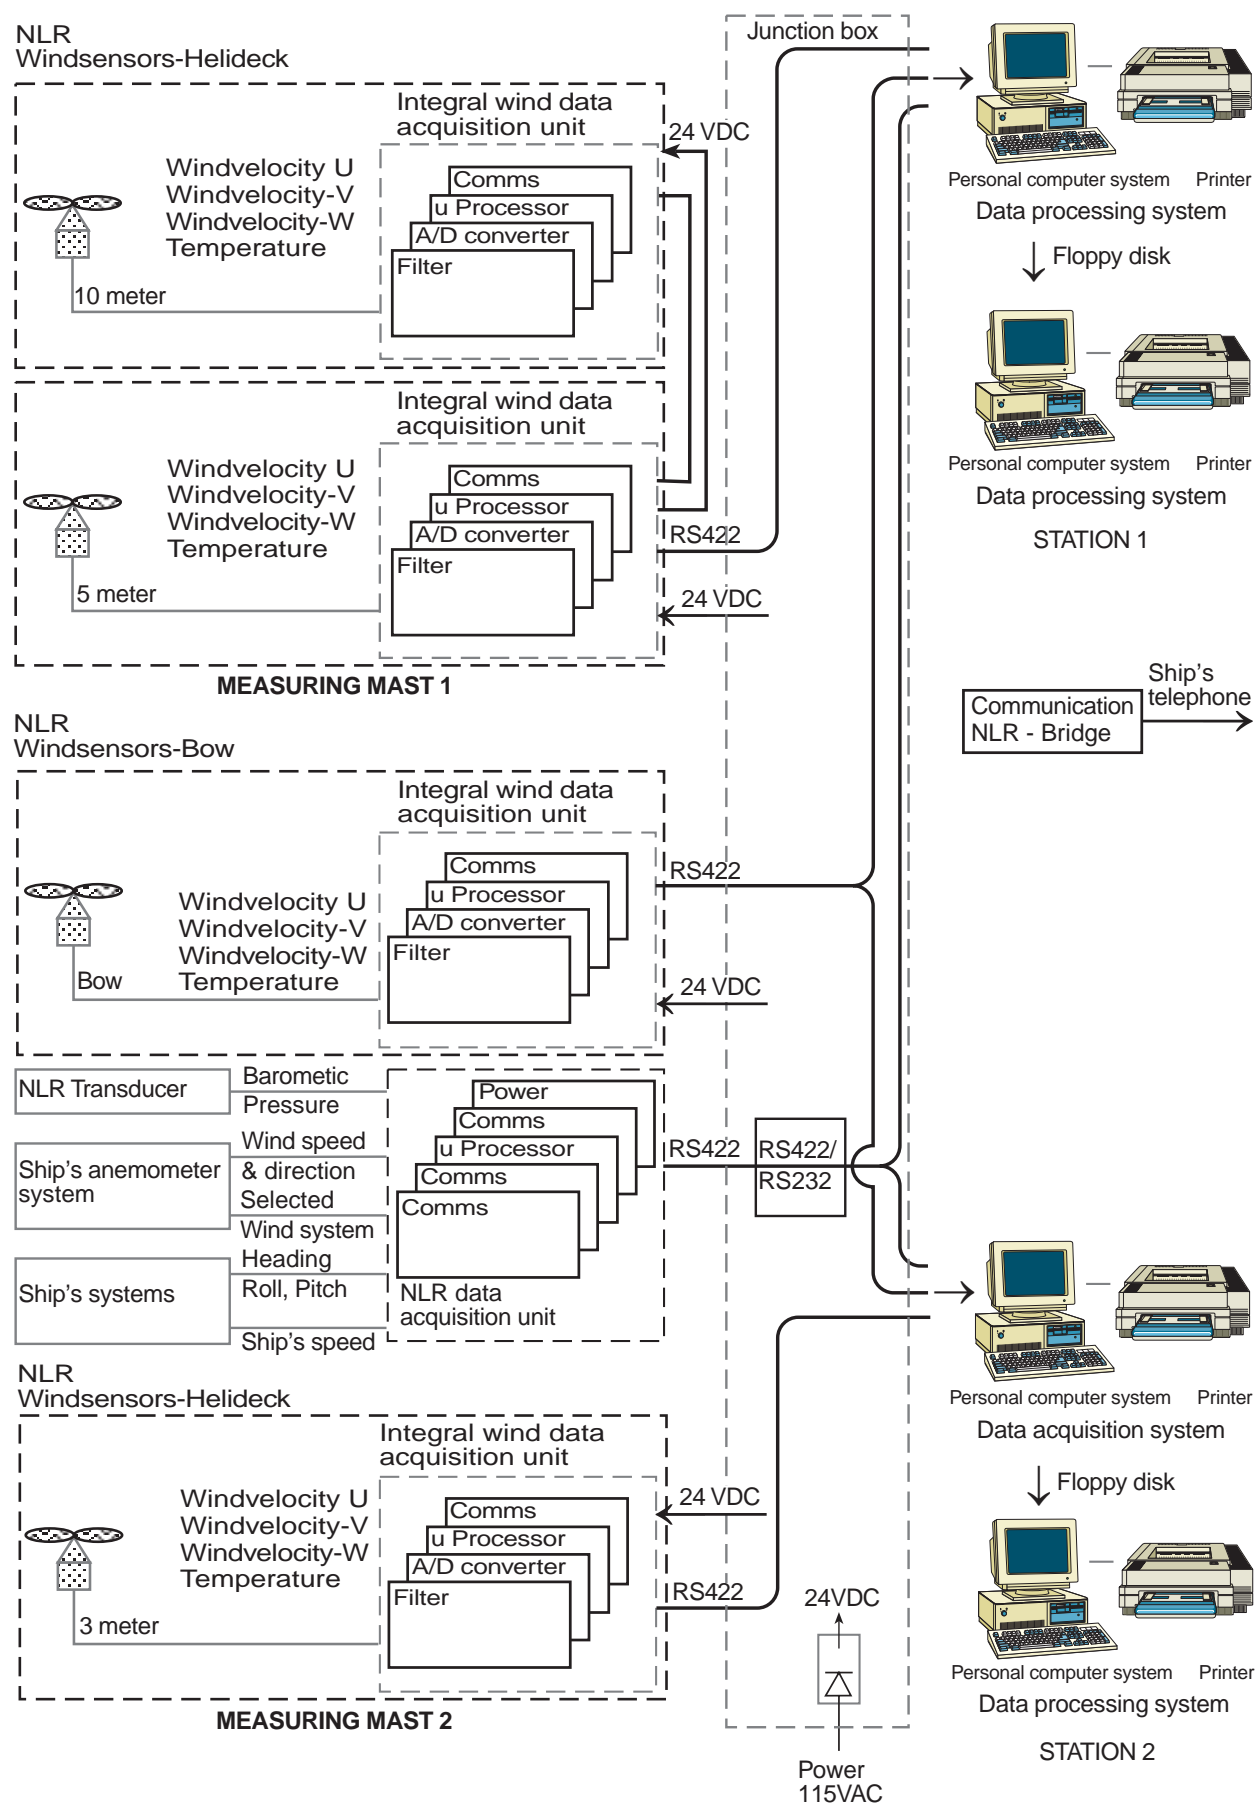 NLR
Windsensors-Helideck
Integral wind data
acquisition unit
24 VDC
Windvelocity U
Windvelocity-V
Windvelocity-W
Temperature
Comms
u Processor
A/D converter
Filter
10 meter
Integral wind data
acquisition unit
Windvelocity U
Windvelocity-V
Windvelocity-W
Temperature
Comms
u Processor
A/D converter
Filter
RS422
24 VDC
5 meter
MEASURING MAST 1
NLR
Windsensors-Bow
Integral wind data
acquisition unit
Windvelocity U
Windvelocity-V
Windvelocity-W
Temperature
Comms
u Processor
A/D converter
Filter
RS422
24 VDC
Bow
NLR Transducer
Barometic
Pressure
Ship's anemometer
system
Wind speed
& direction
Selected
Wind system
Ship's systems
Heading
Roll, Pitch
Ship's speed
Power
Comms
u Processor
Comms
Comms
NLR data
acquisition unit
RS422
RS422/
RS232
NLR
Windsensors-Helideck
Integral wind data
acquisition unit
Windvelocity U
Windvelocity-V
Windvelocity-W
Temperature
Comms
u Processor
A/D converter
Filter
24 VDC
RS422
3 meter
MEASURING MAST 2
Junction box
24VDC
Power
115VAC
Personal computer system
Printer
Data processing system
Floppy disk
Personal computer system
Printer
Data processing system
STATION 1
Communication
NLR - Bridge
Ship's
telephone
Personal computer system
Printer
Data acquisition system
Floppy disk
Personal computer system
Printer
Data processing system
STATION 2